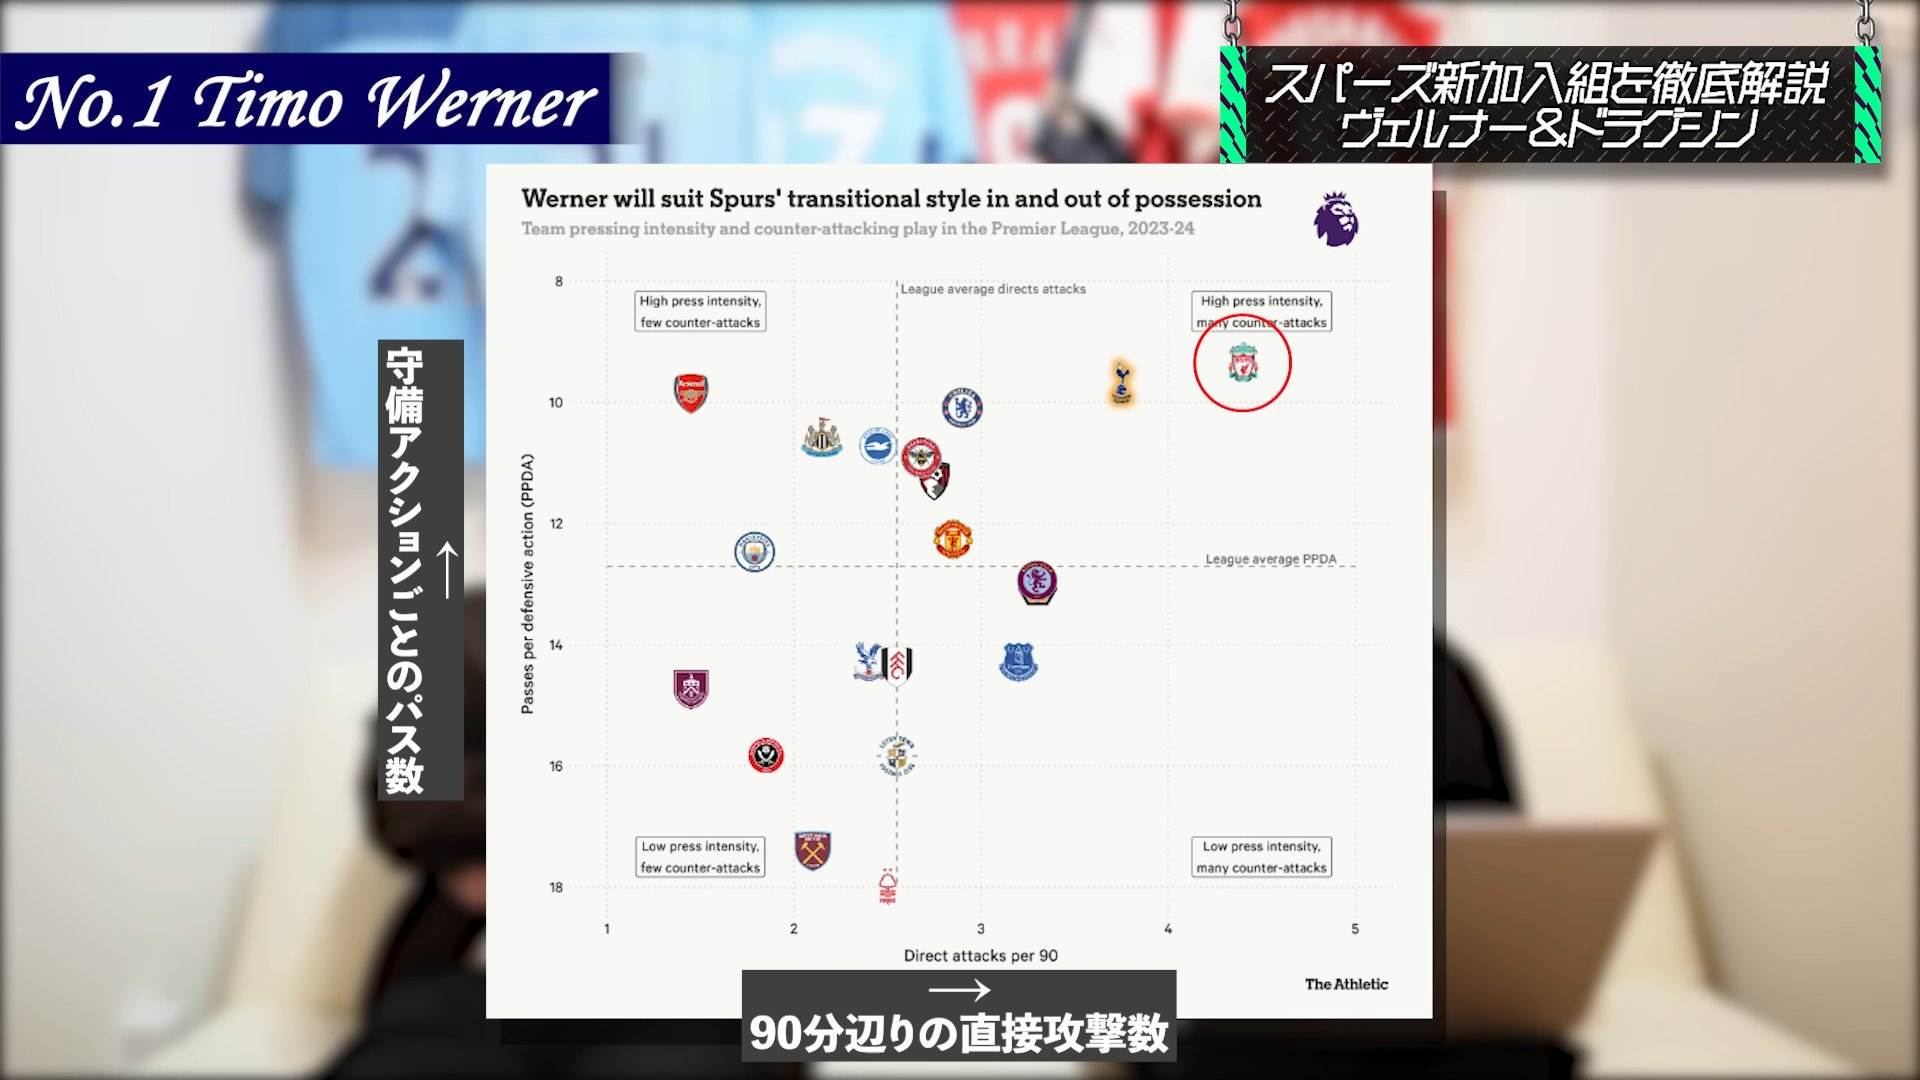 No.1 Timo Werner
スパーズ新加入組を徹底解説
ヴェルナー&ドラグシン
Werner will suit Spurs' transitional style in and out of possession
Team pressing intensity and counter-attacking play in the Premier League, 2023-24
8
10
12
14
16
18
Passes per defensive action (PPDA)
守備アクションごとのパス数
→
League average directs attacks
High press intensity,
few counter-attacks
High press intensity,
many counter-attacks
League average PPDA
Low press intensity,
few counter-attacks
Low press intensity,
many counter-attacks
1
2
3
4
5
Direct attacks per 90
→
90分辺りの直接攻撃数
The Athletic